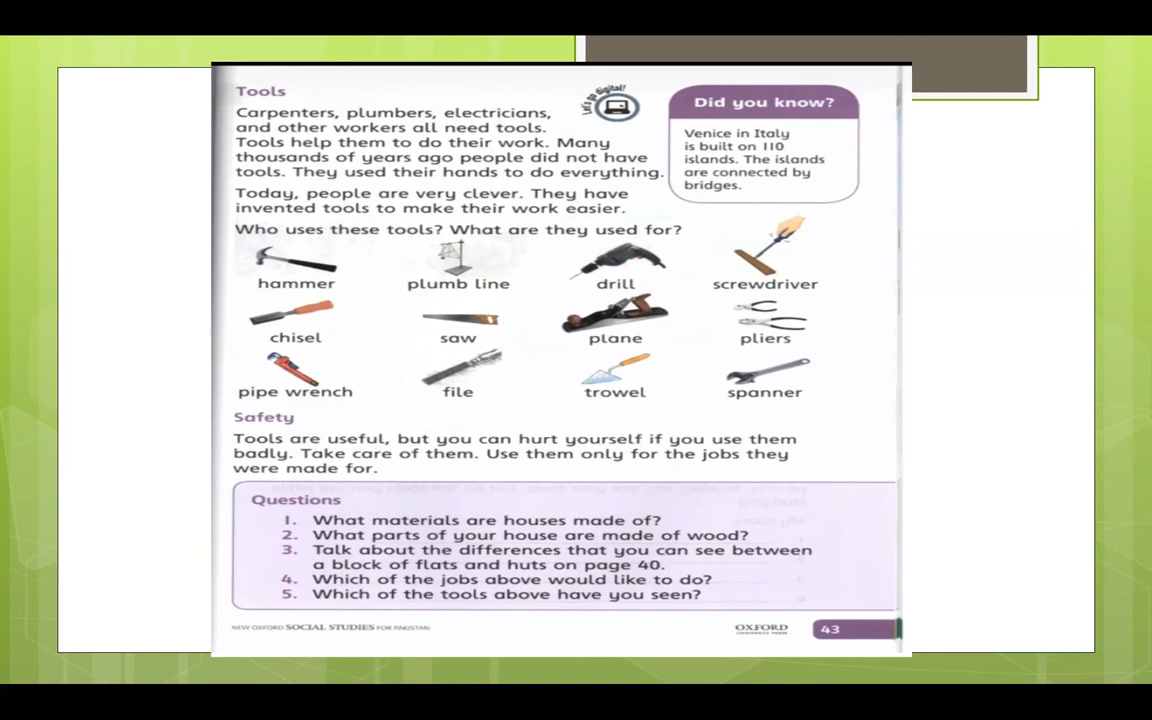 Tools
Carpenters, plumbers, electricians,
and other workers all need tools.
Tools help them to do their work. Many
thousands of years ago people did not have
tools. They used their hands to do everything.
Today, people are very clever. They have
invented tools to make their work easier.
Let's go digital!
Did you know?
Venice in Italy
is built on 110
islands. The islands
are connected by
bridges.
Who uses these tools? What are they used for?
hammer plumb line drill screwdriver
chisel saw plane pliers
pipe wrench file trowel spanner
Safety
Tools are useful, but you can hurt yourself if you use them
badly. Take care of them. Use them only for the jobs they
were made for.
Questions
1. What materials are houses made of?
2. What parts of your house are made of wood?
3. Talk about the differences that you can see between
a block of flats and huts on page 40.
4. Which of the jobs above would like to do?
5. Which of the tools above have you seen?
NEW OXFORD SOCIAL STUDIES FOR PAKISTAN
OXFORD
UNIVERSITY PRESS
43